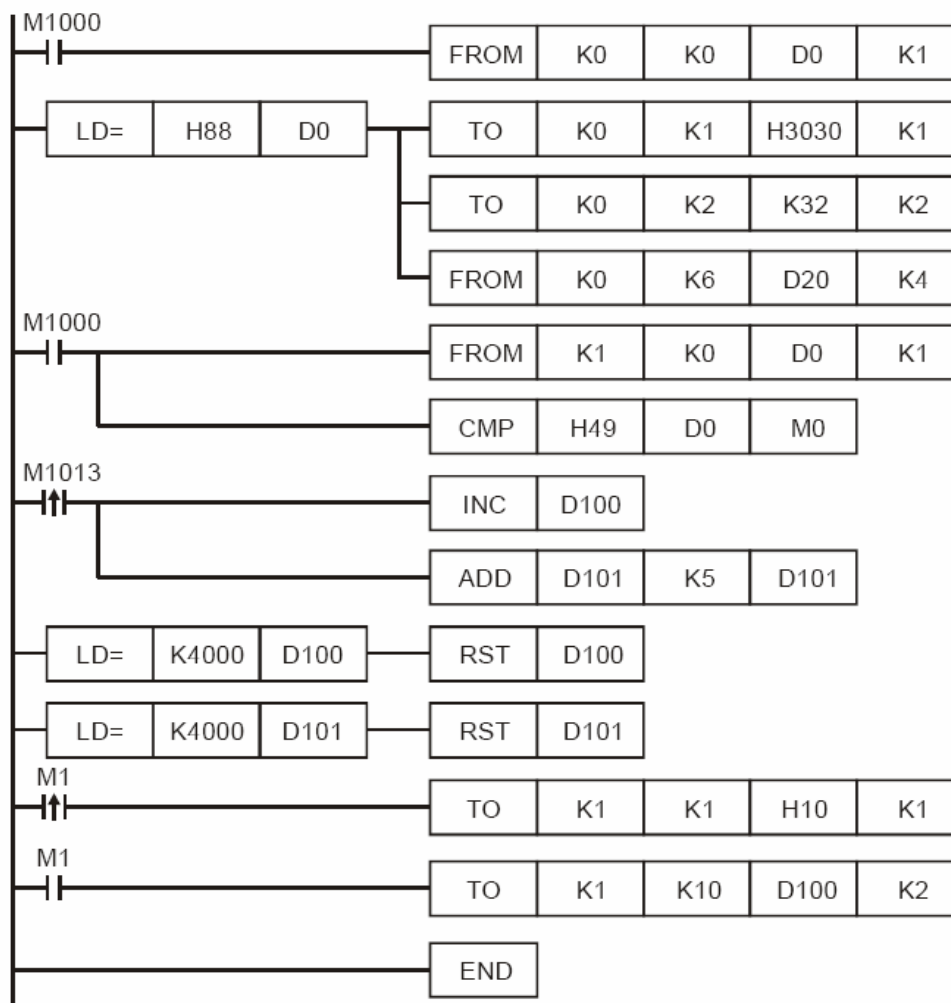 M1000
FROM K0 K0 D0 K1
LD= H88 D0 TO K0 K1 H3030 K1
TO K0 K2 K32 K2
FROM K0 K6 D20 K4
M1000
FROM K1 K0 D0 K1
CMP H49 D0 M0
M1013
INC D100
ADD D101 K5 D101
LD= K4000 D100 RST D100
LD= K4000 D101 RST D101
M1
TO K1 K1 H10 K1
M1
TO K1 K10 D100 K2
END